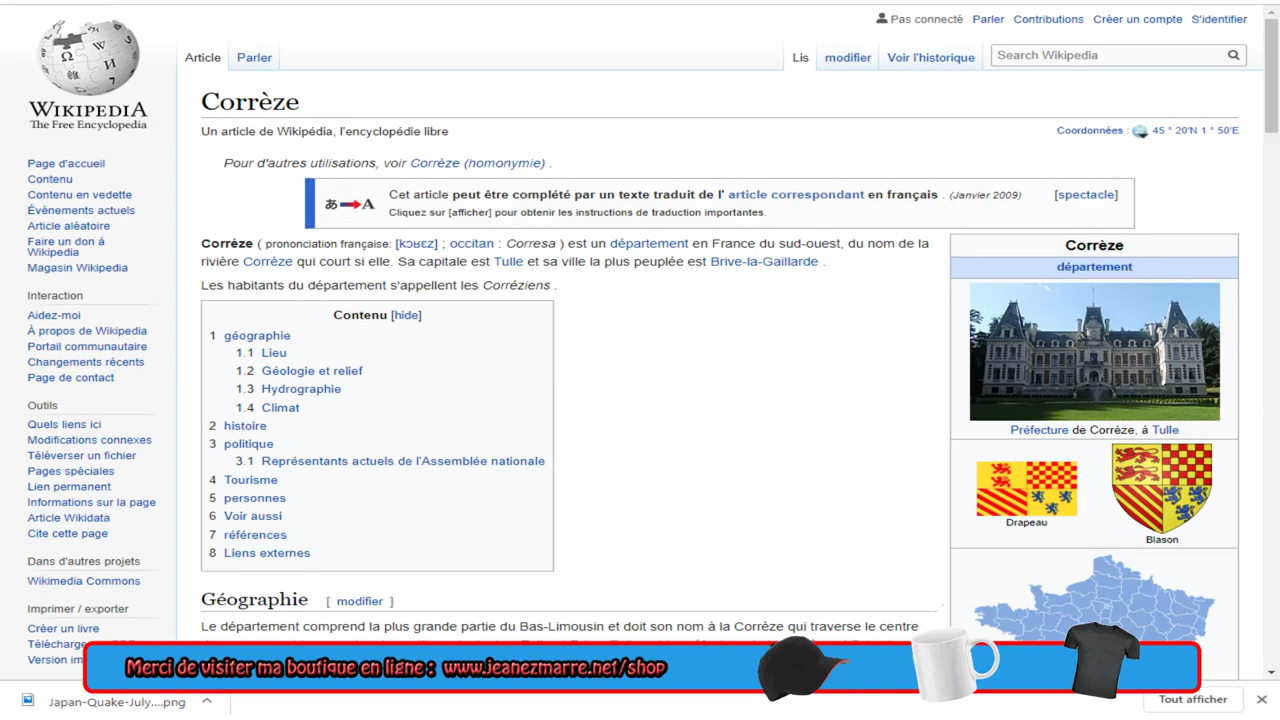 Pas connecté Parler Contributions Créer un compte S'identifier
Article Parler Lis modifier Voir l'historique Search Wikipedia
WIKIPEDIA
The Free Encyclopedia
Page d'accueil
Contenu
Contenu en vedette
Événements actuels
Article aléatoire
Faire un don à
Wikipedia
Magasin Wikipedia
Interaction
Aidez-moi
À propos de Wikipedia
Portail communautaire
Changements récents
Page de contact
Outils
Quels liens ici
Modifications connexes
Téléverser un fichier
Pages spéciales
Lien permanent
Informations sur la page
Article Wikidata
Cite cette page
Dans d'autres projets
Wikimedia Commons
Imprimer / exporter
Créer un livre
Version
Corrèze
Un article de Wikipédia, l'encyclopédie libre
Coordonnées : 45 ° 20'N 1 ° 50'E
Pour d'autres utilisations, voir Corrèze (homonymie) .
あ A
Cet article peut être complété par un texte traduit de l' article correspondant en français . (Janvier 2009) [spectacle]
Cliquez sur [afficher] pour obtenir les instructions de traduction importantes.
Corrèze ( prononciation française: [kɔʁɛz] ; occitan : Corresa ) est un département en France du sud-ouest, du nom de la
rivière Corrèze qui court si elle. Sa capitale est Tulle et sa ville la plus peuplée est Brive-la-Gaillarde .
Les habitants du département s'appellent les Corréziens .
Contenu [hide]
1 géographie
1.1 Lieu
1.2 Géologie et relief
1.3 Hydrographie
1.4 Climat
2 histoire
3 politique
3.1 Représentants actuels de l'Assemblée nationale
4 Tourisme
5 personnes
6 Voir aussi
7 références
8 Liens externes
Géographie [ modifier ]
Le département comprend la plus grande partie du Bas-Limousin et doit son nom à la Corrèze qui traverse le centre
Corrèze
département
Préfecture de Corrèze, à Tulle
Drapeau
Blason
Merci de visiter ma boutique en ligne : www.jeanezmarre.net/shop
Japan-Quake-July....png
Tout afficher